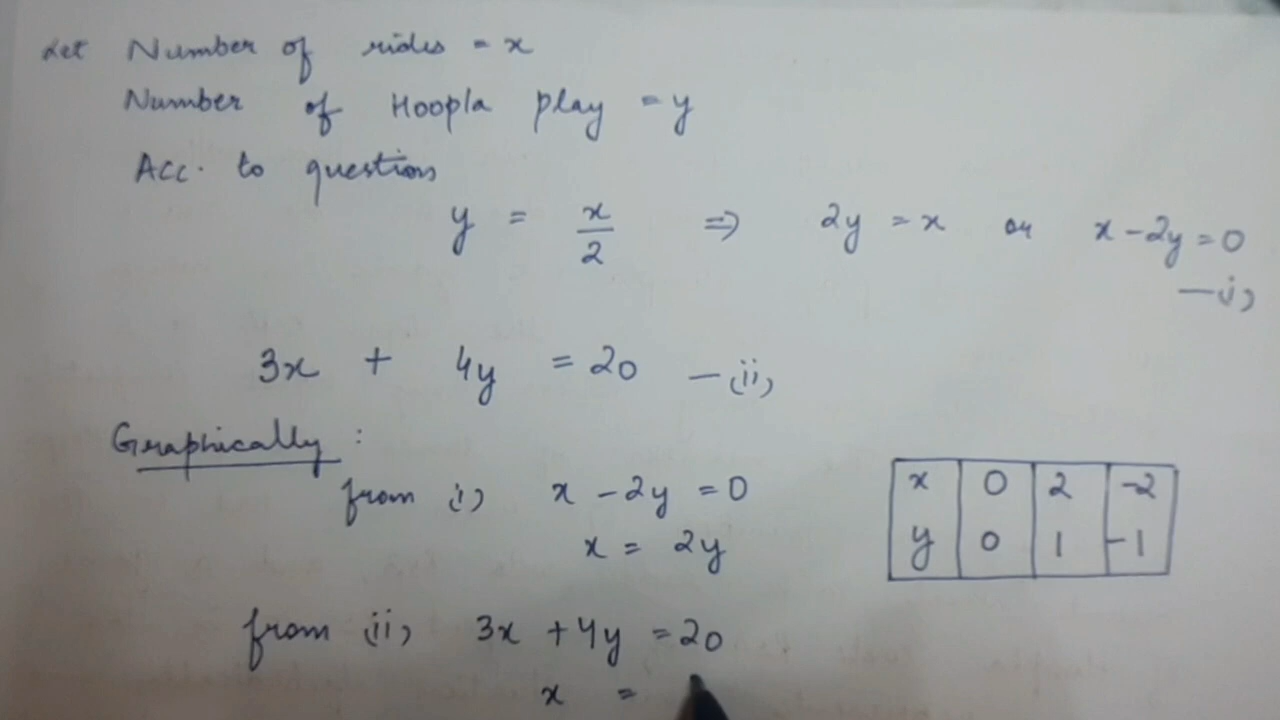 Let Number of rides = x
Number of Hoopla play = y
Acc. to questions
y = x/2 ⇒ 2y = x or x - 2y = 0
—i)
3x + 4y = 20 —(ii)
Graphically :
from i) x - 2y = 0
x = 2y
x 0 2 -2
y 0 1 -1
from (ii) 3x + 4y = 20
x =